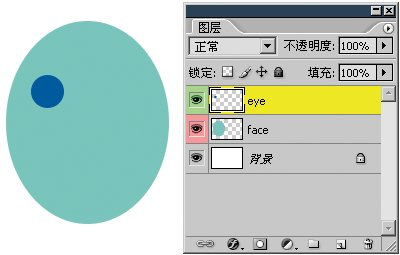 图层
正常 不透明度: 100%
锁定: 填充: 100%
eye
face
背景